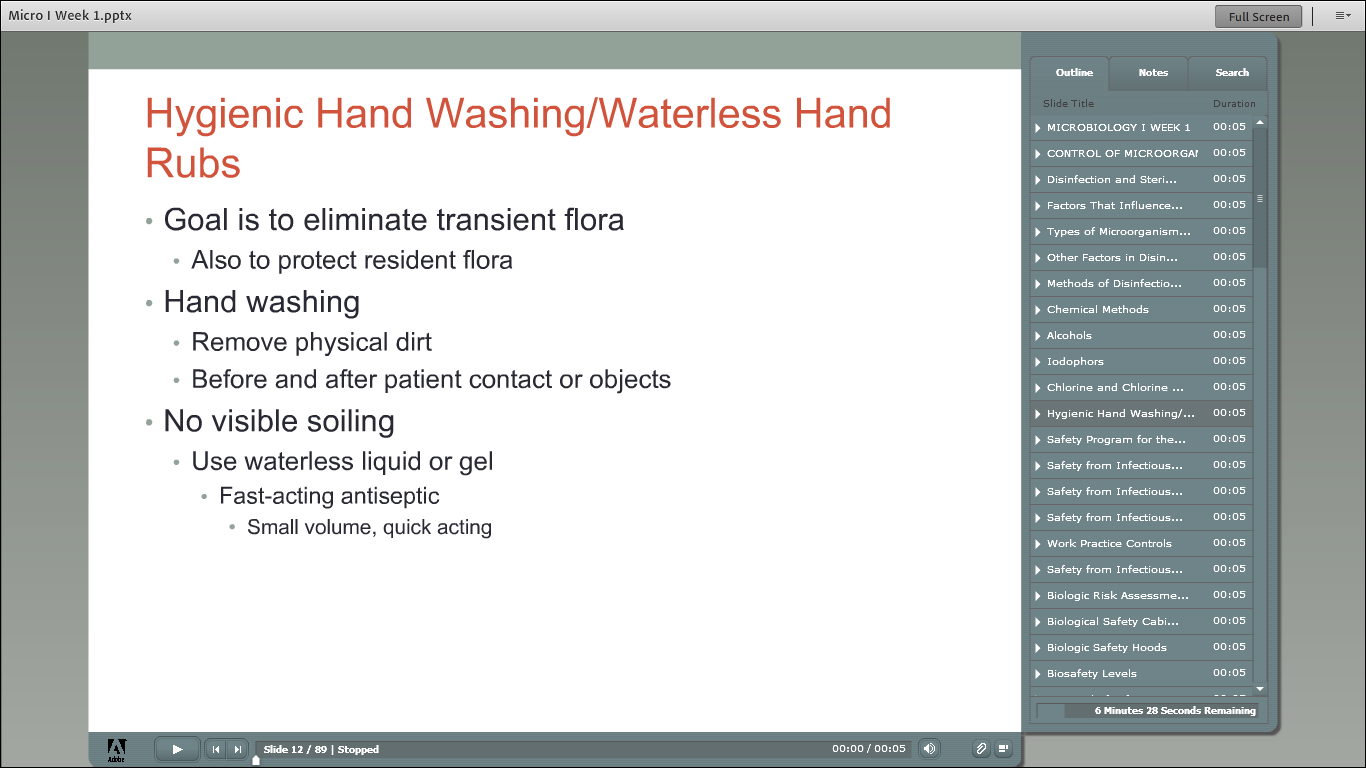 Micro I Week 1.pptx
Full Screen
Hygienic Hand Washing/Waterless Hand
Rubs
• Goal is to eliminate transient flora
• Also to protect resident flora
• Hand washing
• Remove physical dirt
• Before and after patient contact or objects
• No visible soiling
• Use waterless liquid or gel
• Fast-acting antiseptic
• Small volume, quick acting
Outline Notes Search
Slide Title Duration
MICROBIOLOGY I WEEK 1 00:05
CONTROL OF MICROORGAN 00:05
Disinfection and Steri... 00:05
Factors That Influence... 00:05
Types of Microorganism... 00:05
Other Factors in Disin... 00:05
Methods of Disinfectio... 00:05
Chemical Methods 00:05
Alcohols 00:05
Iodophors 00:05
Chlorine and Chlorine ... 00:05
Hygienic Hand Washing/... 00:05
Safety Program for the... 00:05
Safety from Infectious... 00:05
Safety from Infectious... 00:05
Safety from Infectious... 00:05
Work Practice Controls 00:05
Safety from Infectious... 00:05
Biologic Risk Assessme... 00:05
Biological Safety Cabi... 00:05
Biologic Safety Hoods 00:05
Biosafety Levels 00:05
6 Minutes 28 Seconds Remaining
Adobe
Slide 12 / 89 | Stopped 00:00 / 00:05